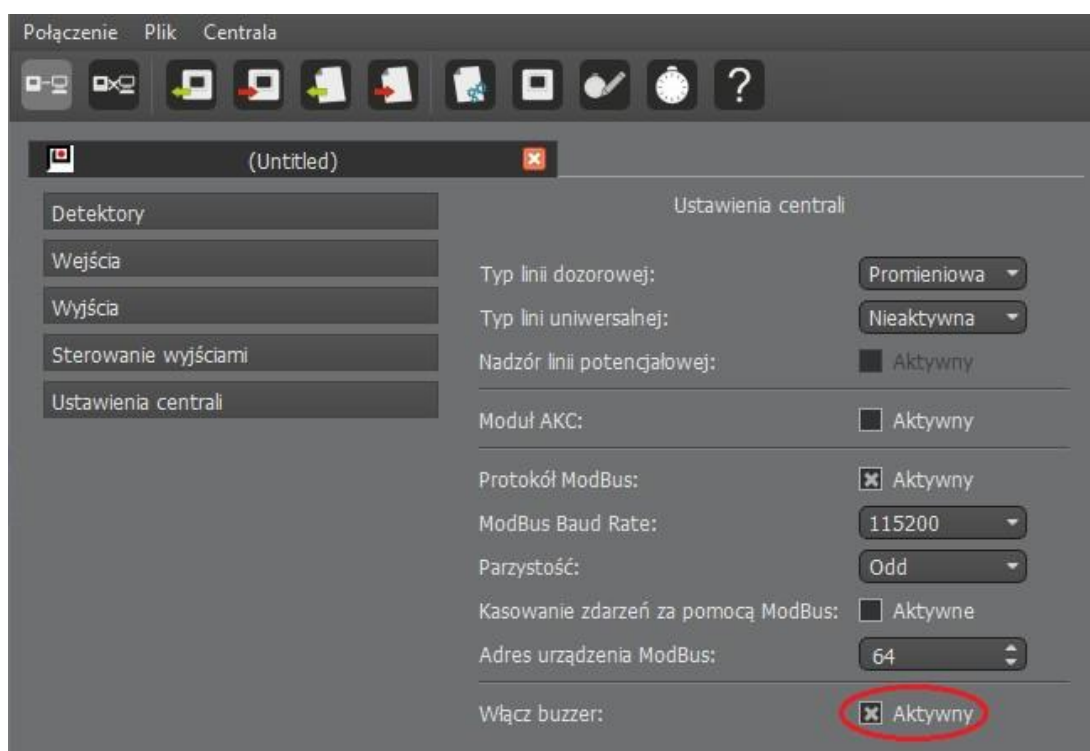 Połączenie Plik Centrala
(Untitled)
Detektory
Wejścia
Wyjścia
Sterowanie wyjściami
Ustawienia centrali
Ustawienia centrali
Typ linii dozorowej: Promieniowa
Typ lini uniwersalnej: Nieaktywna
Nadzór linii potencjałowej: Aktywny
Moduł AKC: Aktywny
Protokół ModBus: Aktywny
ModBus Baud Rate: 115200
Parzystość: Odd
Kasowanie zdarzeń za pomocą ModBus: Aktywne
Adres urządzenia ModBus: 64
Włącz buzzer: Aktywny